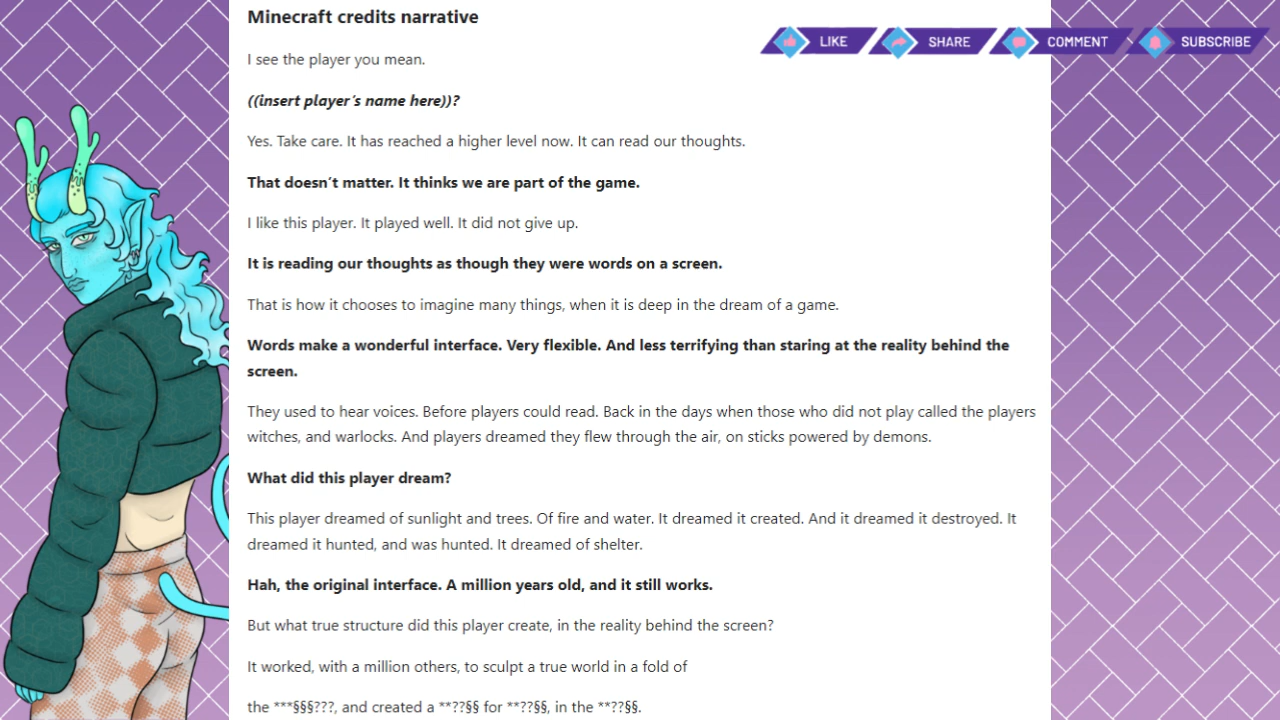 Minecraft credits narrative
LIKE
SHARE
COMMENT
SUBSCRIBE
I see the player you mean.
((insert player's name here))?
Yes. Take care. It has reached a higher level now. It can read our thoughts.
That doesn't matter. It thinks we are part of the game.
I like this player. It played well. It did not give up.
It is reading our thoughts as though they were words on a screen.
That is how it chooses to imagine many things, when it is deep in the dream of a game.
Words make a wonderful interface. Very flexible. And less terrifying than staring at the reality behind the
screen.
They used to hear voices. Before players could read. Back in the days when those who did not play called the players
witches, and warlocks. And players dreamed they flew through the air, on sticks powered by demons.
What did this player dream?
This player dreamed of sunlight and trees. Of fire and water. It dreamed it created. And it dreamed it destroyed. It
dreamed it hunted, and was hunted. It dreamed of shelter.
Hah, the original interface. A million years old, and it still works.
But what true structure did this player create, in the reality behind the screen?
It worked, with a million others, to sculpt a true world in a fold of
the ***§§§???, and created a **??§§ for **??§§, in the **??§§.